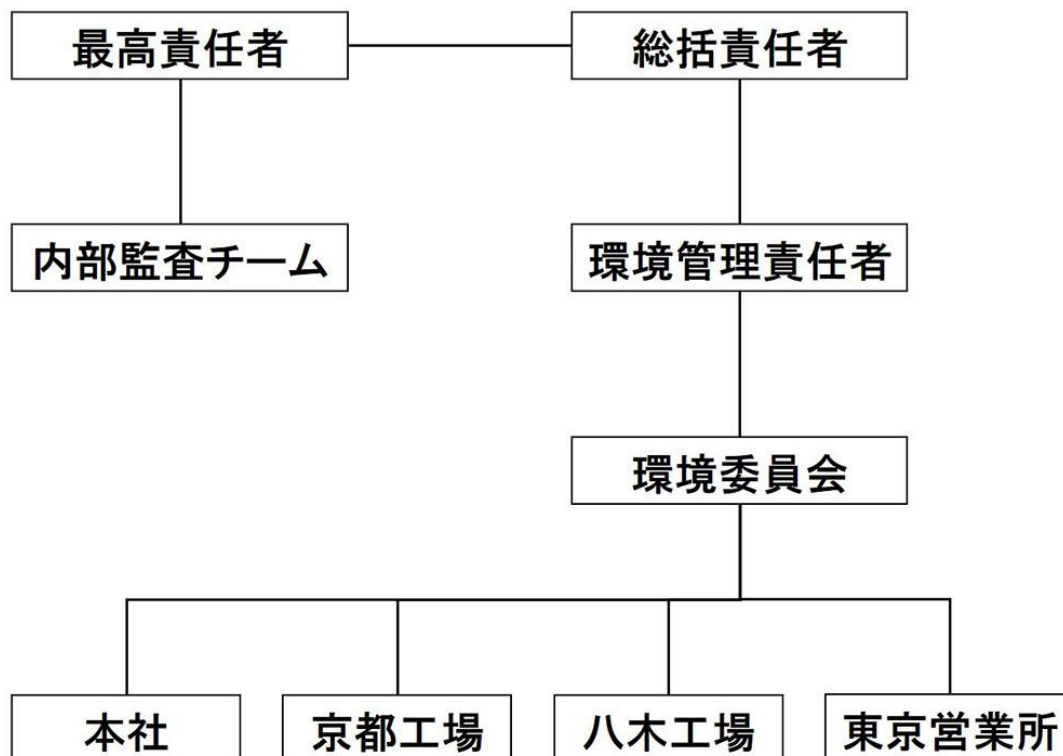 最高責任者
総括責任者
内部監査チーム
環境管理責任者
環境委員会
本社
京都工場
八木工場
東京営業所